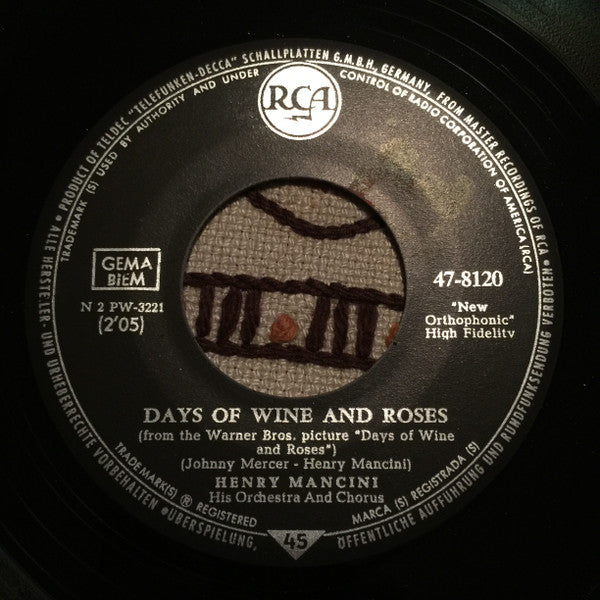 • PRODUCT OF TELDEC "TELEFUNKEN-DECCA" SCHALLPLATTEN G.M.B.H., GERMANY, FROM MASTER RECORDINGS OF RCA •
TRADEMARK (S) USED BY AUTHORITY AND UNDER CONTROL OF RADIO CORPORATION OF AMERICA (RCA)
RCA
GEMA
BIEM
47-8120
N 2 PW-3221
(2'05)
"New
Orthophonic"
High Fidelity
DAYS OF WINE AND ROSES
(from the Warner Bros. picture "Days of Wine
and Roses")
(Johnny Mercer - Henry Mancini)
HENRY MANCINI
His Orchestra And Chorus
TRADEMARK(S) ® REGISTERED
MARCA (S) REGISTRADA (S)
45
ALLE HERSTELLER- UND URHEBERRECHTE VORBEHALTEN • ÜBERSPIELUNG, ÖFFENTLICHE AUFFÜHRUNG UND RUNDFUNKSENDUNG VERBOTEN